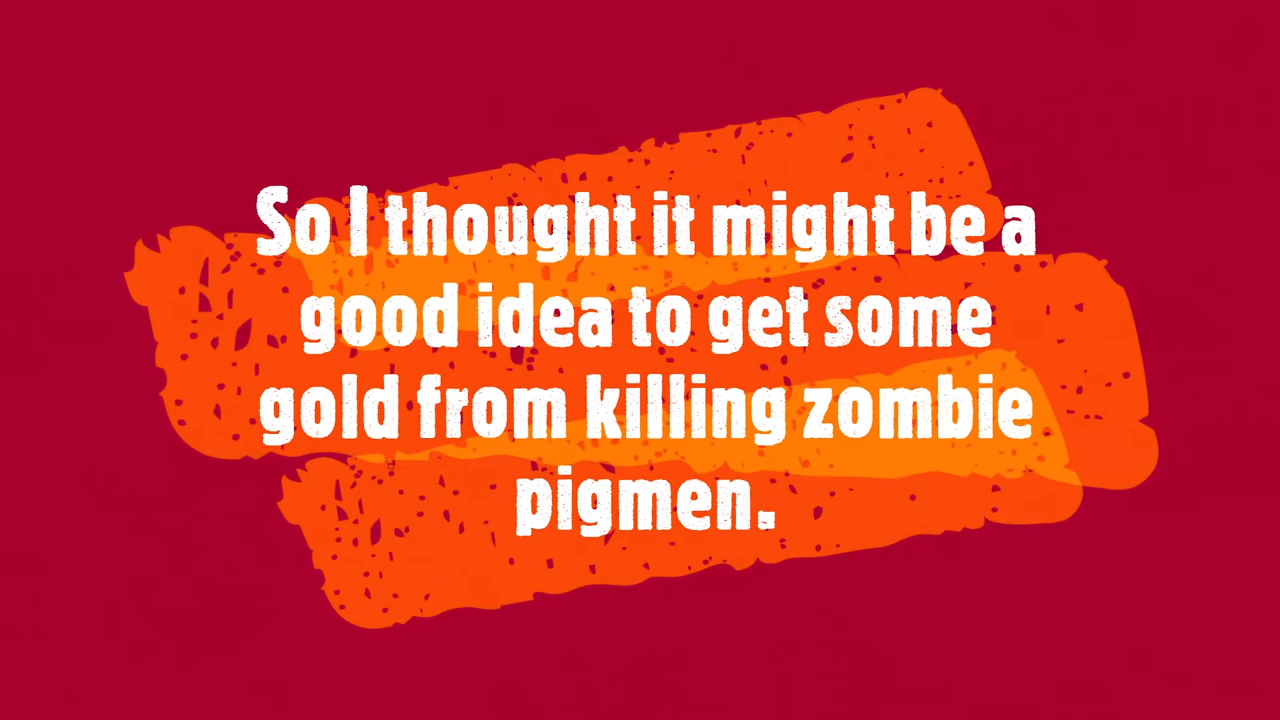 So I thought it might be a
good idea to get some
gold from killing zombie
pigmen.